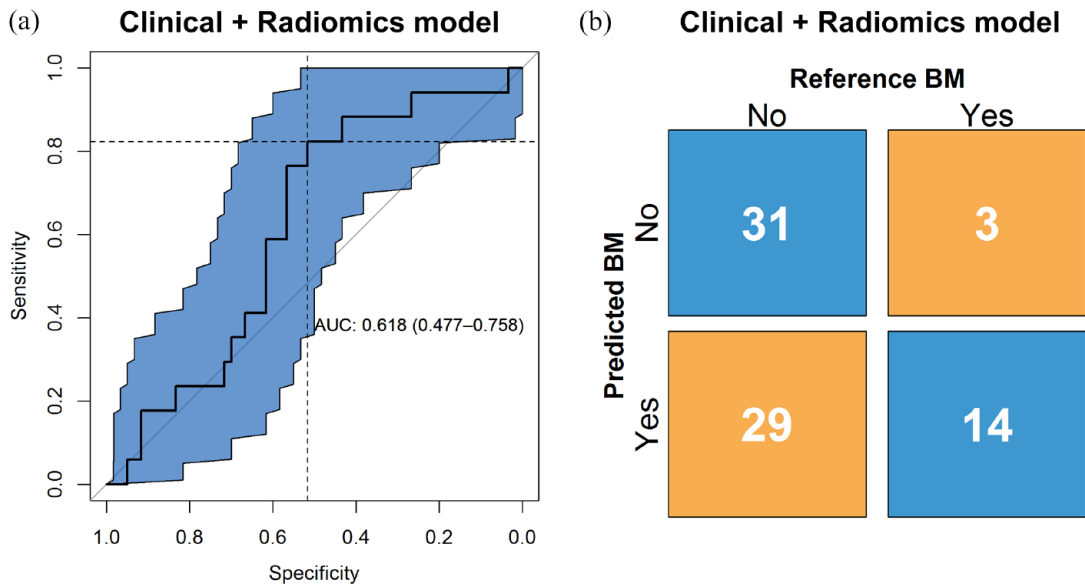 (a)
Clinical + Radiomics model
1.0
0.8
0.6
0.4
0.2
0.0
Sensitivity
AUC: 0.618 (0.477–0.758)
1.0 0.8 0.6 0.4 0.2 0.0
Specificity
(b)
Clinical + Radiomics model
Reference BM
No Yes
Predicted BM
No
31 3
Yes
29 14